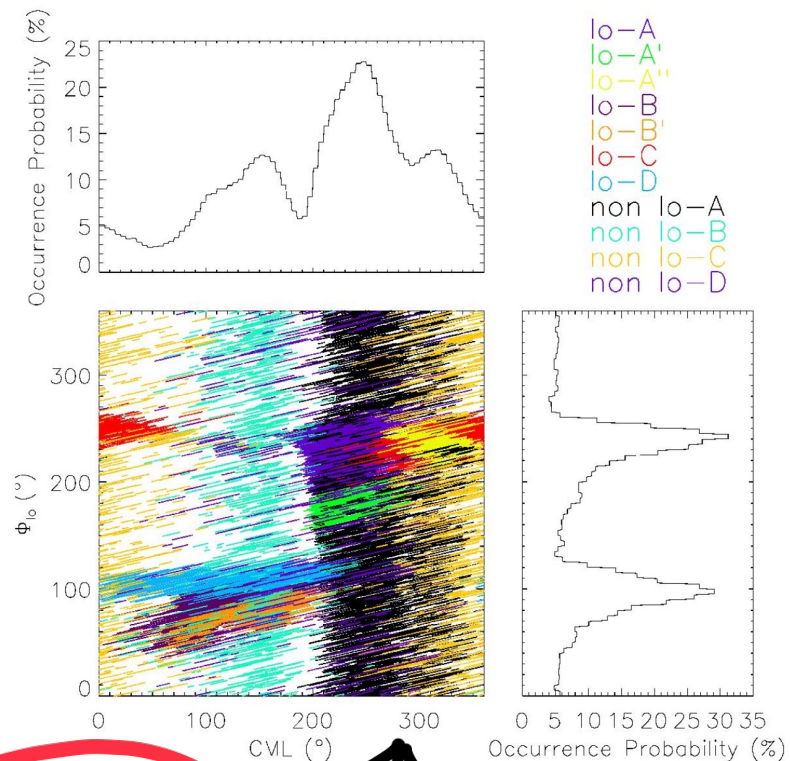 Occurrence Probability (%)
25
20
15
10
5
0
Io-A
Io-A'
Io-A''
Io-B
Io-B'
Io-C
Io-D
non Io-A
non Io-B
non Io-C
non Io-D
Φ_Io (°)
300
200
100
0
0 100 200 300
CML (°)
0 5 10 15 20 25 30 35
Occurrence Probability (%)